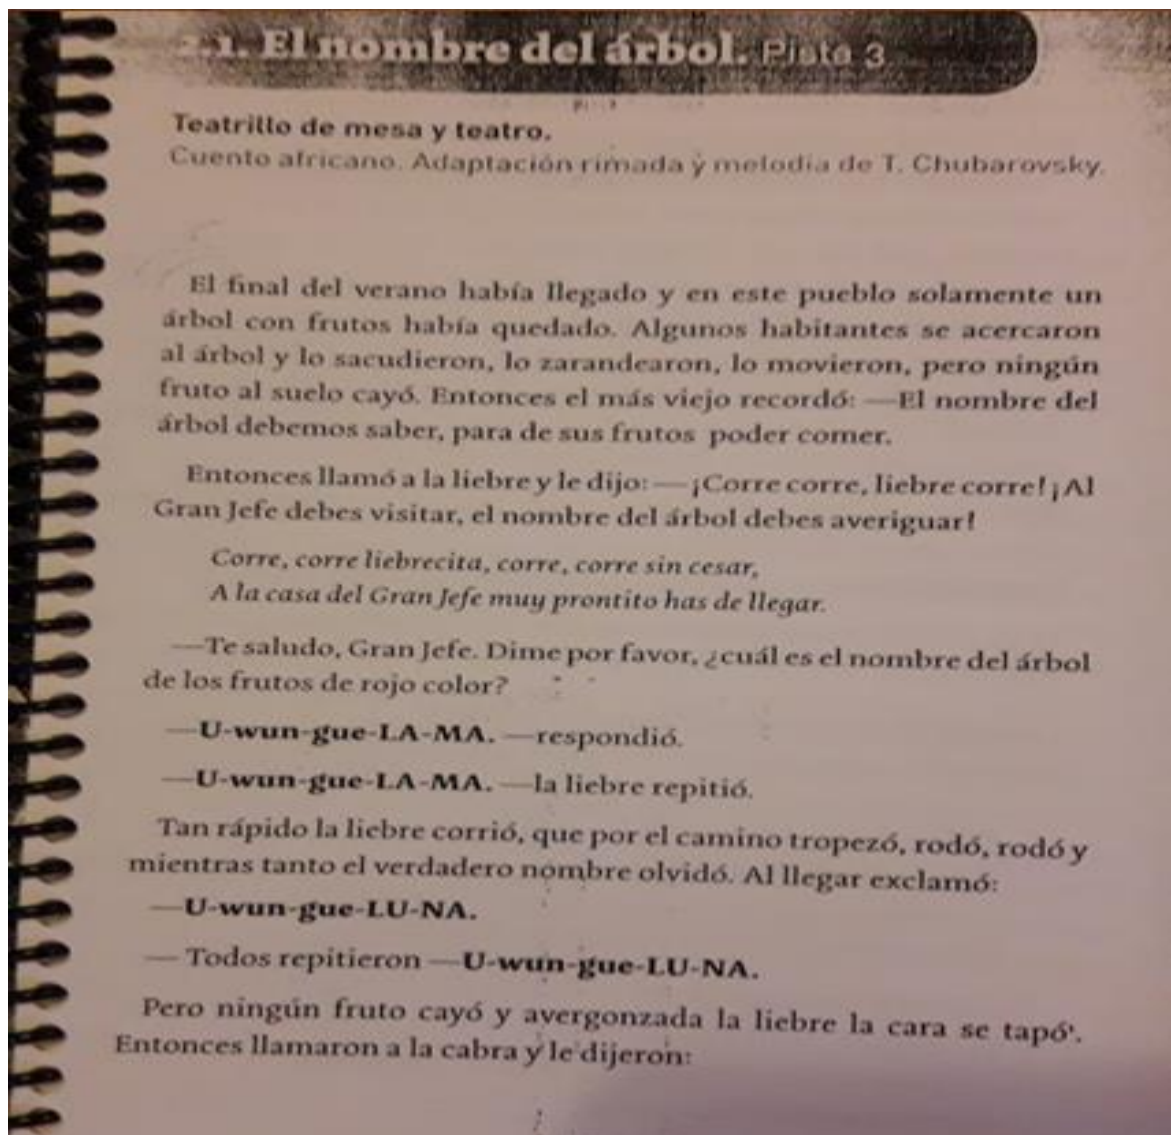 2.1. El nombre del árbol. Pista 3
Teatrillo de mesa y teatro.
Cuento africano. Adaptación rimada y melodía de T. Chubarovsky.
El final del verano había llegado y en este pueblo solamente un
árbol con frutos había quedado. Algunos habitantes se acercaron
al árbol y lo sacudieron, lo zarandearon, lo movieron, pero ningún
fruto al suelo cayó. Entonces el más viejo recordó: —El nombre del
árbol debemos saber, para de sus frutos poder comer.
Entonces llamó a la liebre y le dijo: —¡Corre corre, liebre corre! ¡Al
Gran Jefe debes visitar, el nombre del árbol debes averiguar!
Corre, corre liebrecita, corre, corre sin cesar,
A la casa del Gran Jefe muy prontito has de llegar.
—Te saludo, Gran Jefe. Dime por favor, ¿cuál es el nombre del árbol
de los frutos de rojo color?
—U-wun-gue-LA-MA. —respondió.
—U-wun-gue-LA-MA. —la liebre repitió.
Tan rápido la liebre corrió, que por el camino tropezó, rodó, rodó y
mientras tanto el verdadero nombre olvidó. Al llegar exclamó:
—U-wun-gue-LU-NA.
— Todos repitieron —U-wun-gue-LU-NA.
Pero ningún fruto cayó y avergonzada la liebre la cara se tapó.
Entonces llamaron a la cabra y le dijeron: